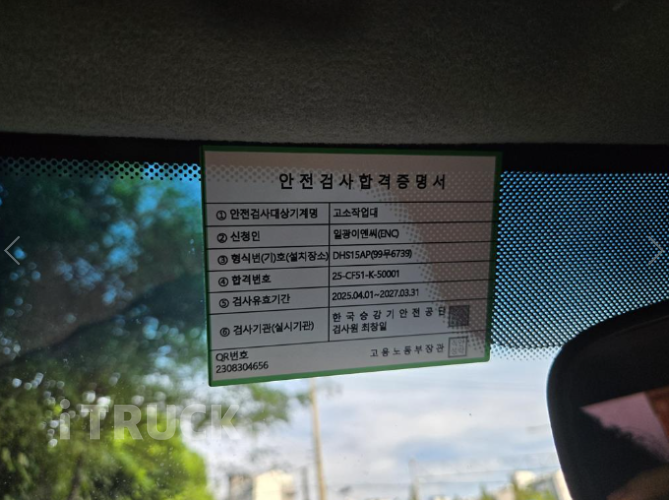 안전검사합격증명서
① 안전검사대상기계명 고소작업대
② 신청인 일광이앤씨(ENC)
③ 형식번(기)호(설치장소) DHS15AP(99무6739)
④ 합격번호 25-CF51-K-50001
⑤ 검사유효기간 2025.04.01~2027.03.31
⑥ 검사기관(실시기관) 한국승강기안전공단
검사원 최장일
QR번호
2308304656
고용노동부장관
TRUCK